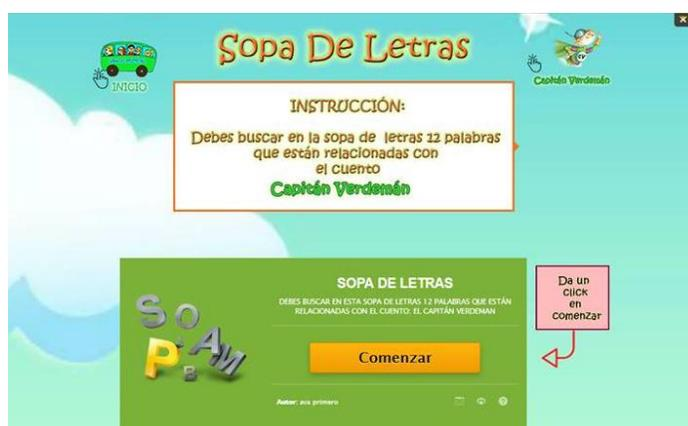 Sopa De Letras
INICIO
Capitán Verdemán
INSTRUCCIÓN:
Debes buscar en la sopa de letras 12 palabras
que están relacionadas con
el cuento
Capitán Verdemán
SOPA DE LETRAS
DEBES BUSCAR EN ESTA SOPA DE LETRAS 12 PALABRAS QUE ESTÁN
RELACIONADAS CON EL CUENTO: EL CAPITÁN VERDEMAN
S O A M
P B
Comenzar
Autor: aus primero
Da un
click
en
comenzar